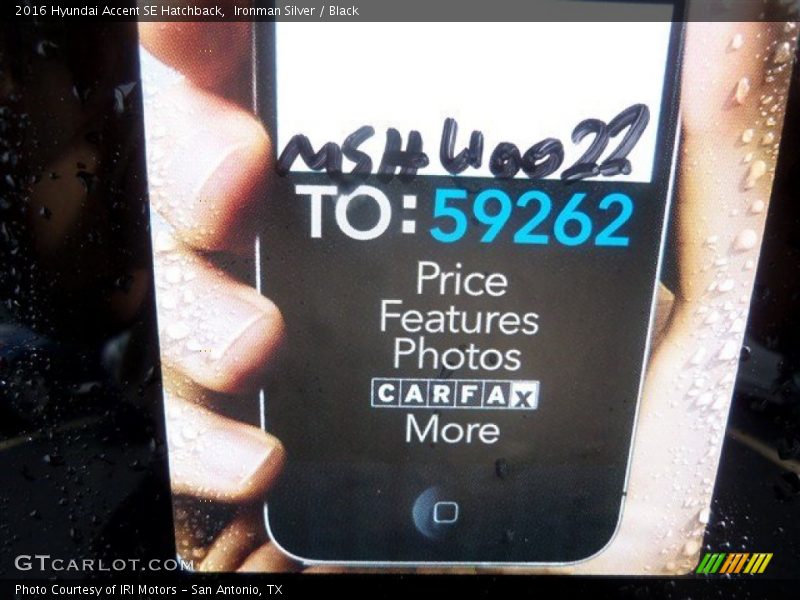 2016 Hyundai Accent SE Hatchback,  Ironman Silver / Black
TO: 59262
Price
Features
Photos
CARFAX
More
GTCARLOT.COM
Photo Courtesy of IRI Motors - San Antonio, TX